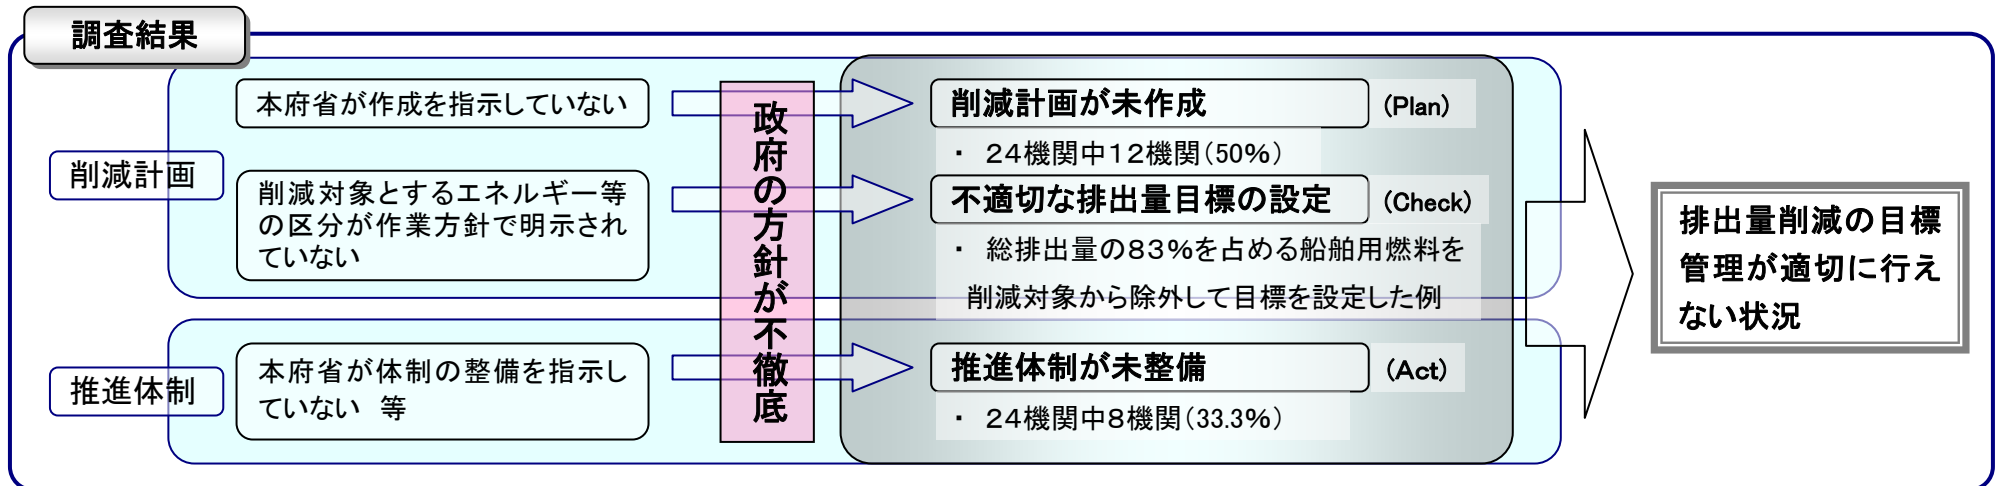 調査結果
削減計画
本府省が作成を指示していない
削減対象とするエネルギー等
の区分が作業方針で明示され
ていない
推進体制
本府省が体制の整備を指示し
ていない　等
政府の方針が不徹底
削減計画が未作成 (Plan)
・ 24機関中12機関(50%)
不適切な排出量目標の設定 (Check)
・ 総排出量の83%を占める船舶用燃料を
削減対象から除外して目標を設定した例
推進体制が未整備 (Act)
・ 24機関中8機関(33.3%)
排出量削減の目標
管理が適切に行え
ない状況